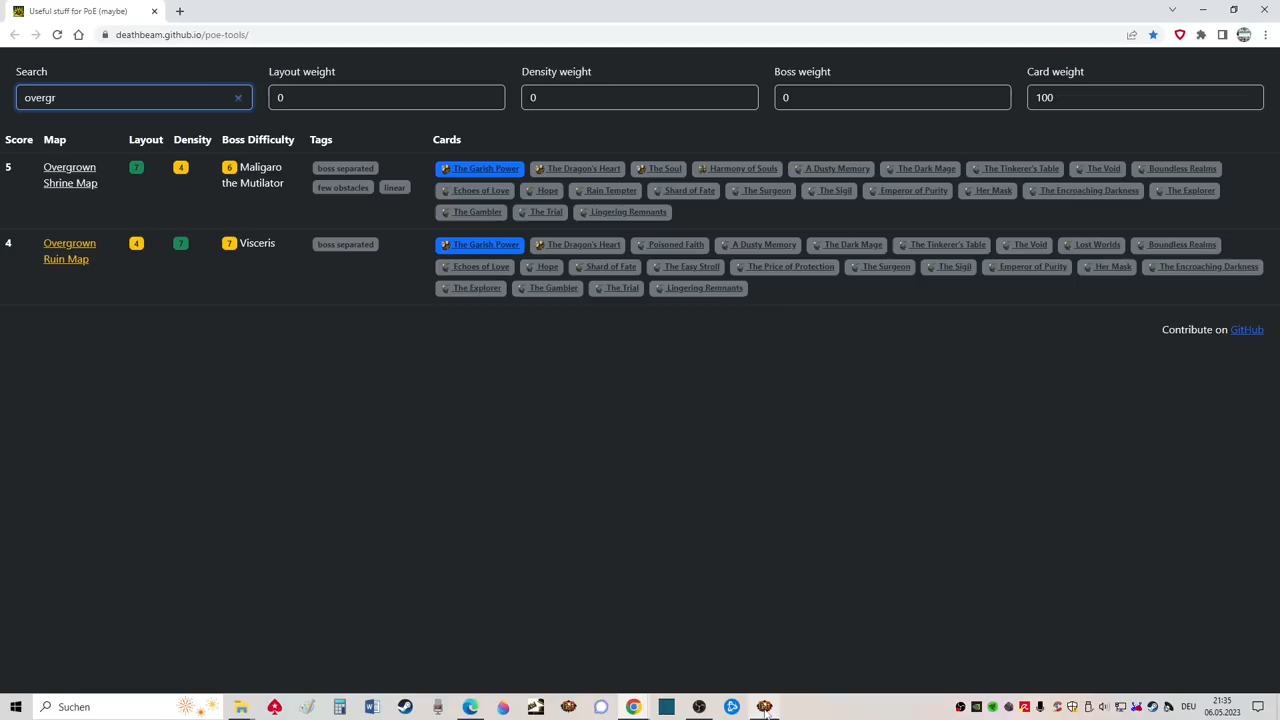 Useful stuff for PoE (maybe)
deathbeam.github.io/poe-tools/
Search Layout weight Density weight Boss weight Card weight
overgr 0 0 0 100
Score Map Layout Density Boss Difficulty Tags Cards
5 Overgrown 7 4 6 Maligaro boss separated The Garish Power The Dragon's Heart The Soul Harmony of Souls A Dusty Memory The Dark Mage The Tinkerer's Table The Void Boundless Realms
Shrine Map the Mutilator few obstacles linear Echoes of Love Hope Rain Tempter Shard of Fate The Surgeon The Sigil Emperor of Purity Her Mask The Encroaching Darkness The Explorer
The Gambler The Trial Lingering Remnants
4 Overgrown 4 7 7 Visceris boss separated The Garish Power The Dragon's Heart Poisoned Faith A Dusty Memory The Dark Mage The Tinkerer's Table The Void Lost Worlds Boundless Realms
Ruin Map Echoes of Love Hope Shard of Fate The Easy Stroll The Price of Protection The Surgeon The Sigil Emperor of Purity Her Mask The Encroaching Darkness
The Explorer The Gambler The Trial Lingering Remnants
Contribute on GitHub
Suchen DEU 21:35
06.05.2023